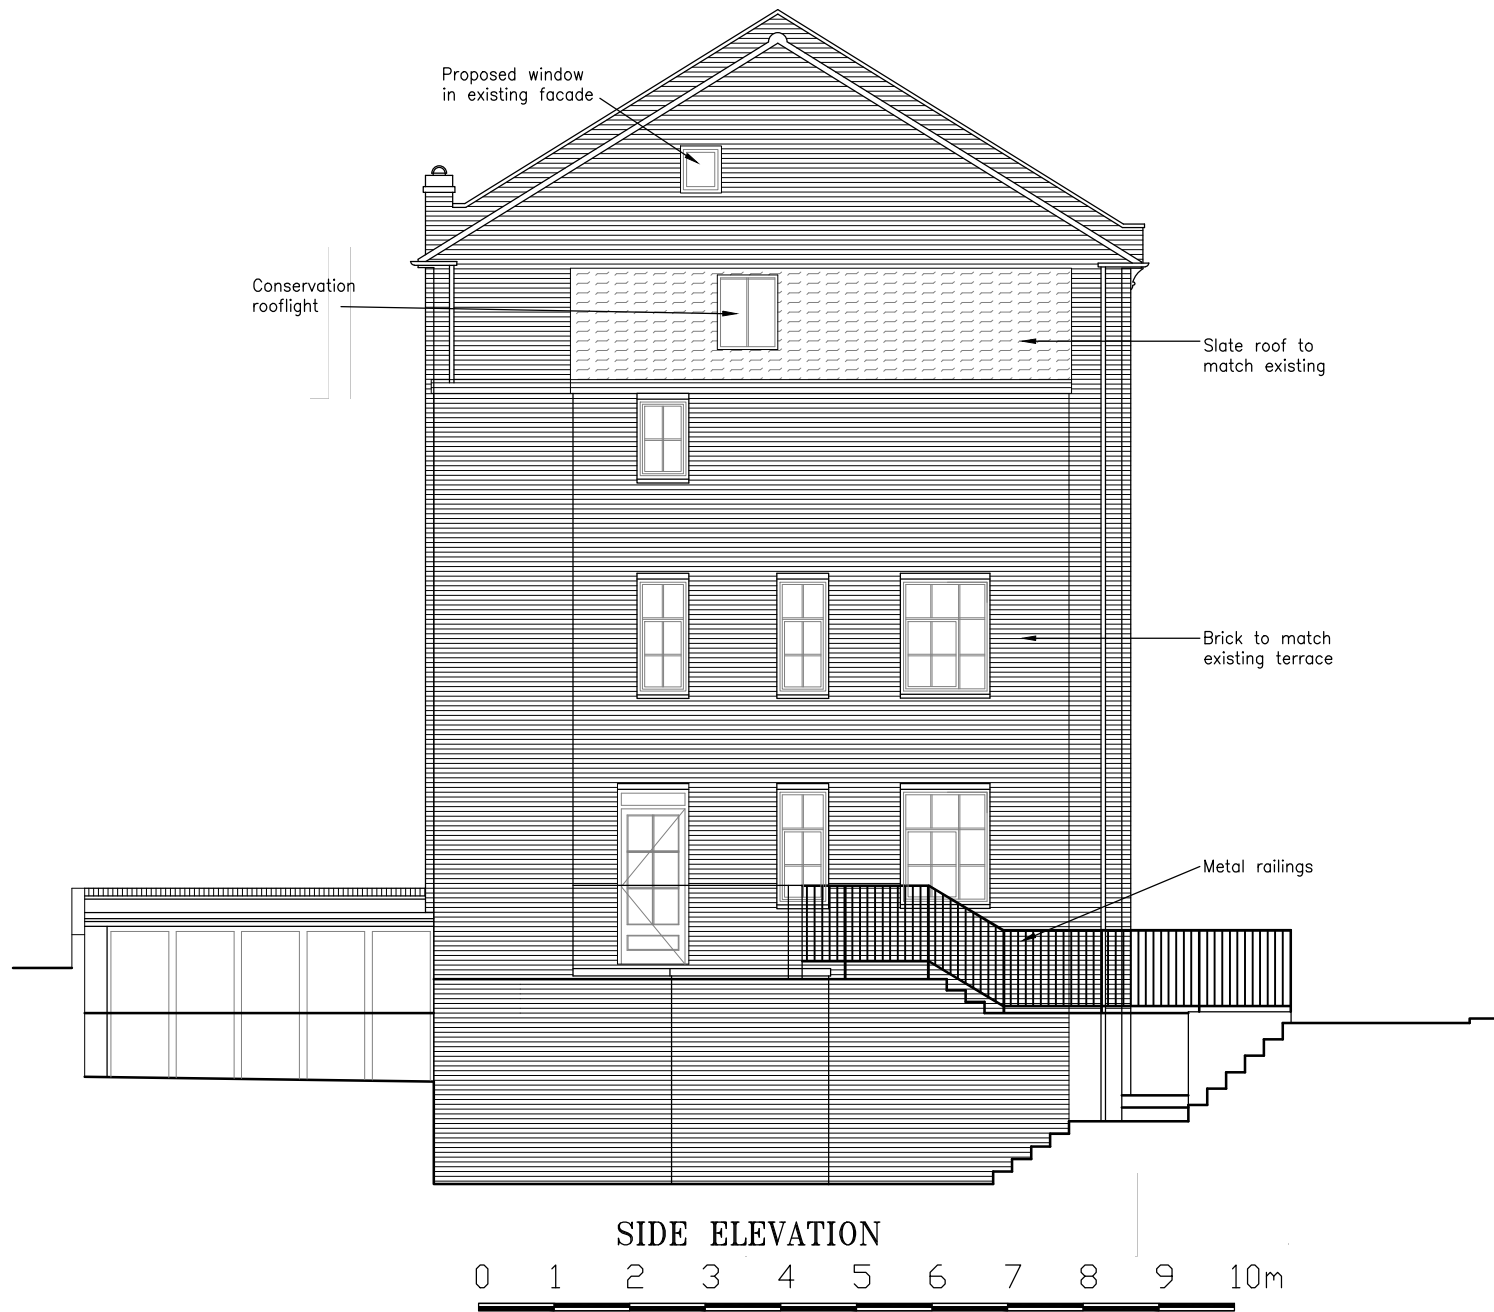 Proposed window
in existing facade
Conservation
rooflight
Slate roof to
match existing
Brick to match
existing terrace
Metal railings
SIDE ELEVATION
0 1 2 3 4 5 6 7 8 9 10m